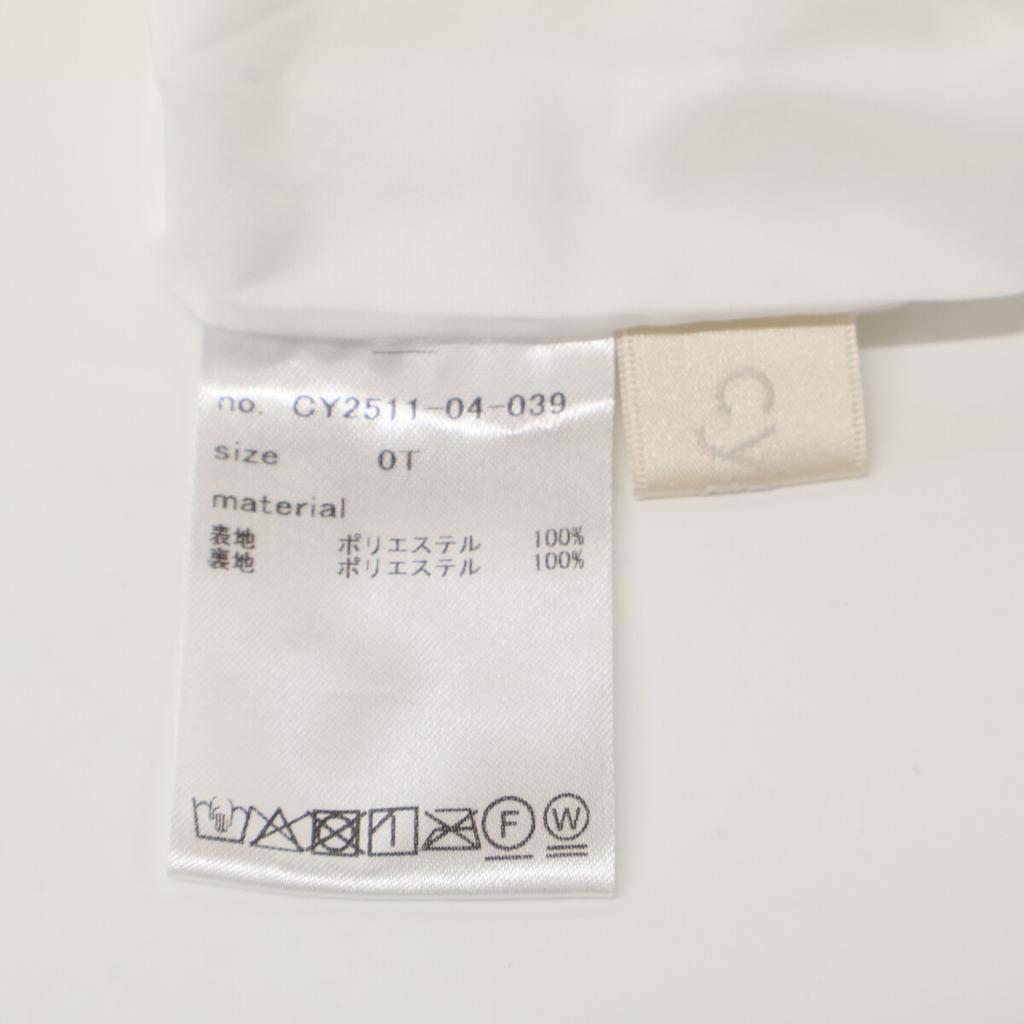 no. CY2511-04-039
size 0T
material
表地 ポリエステル 100%
裏地 ポリエステル 100%
F W
CY